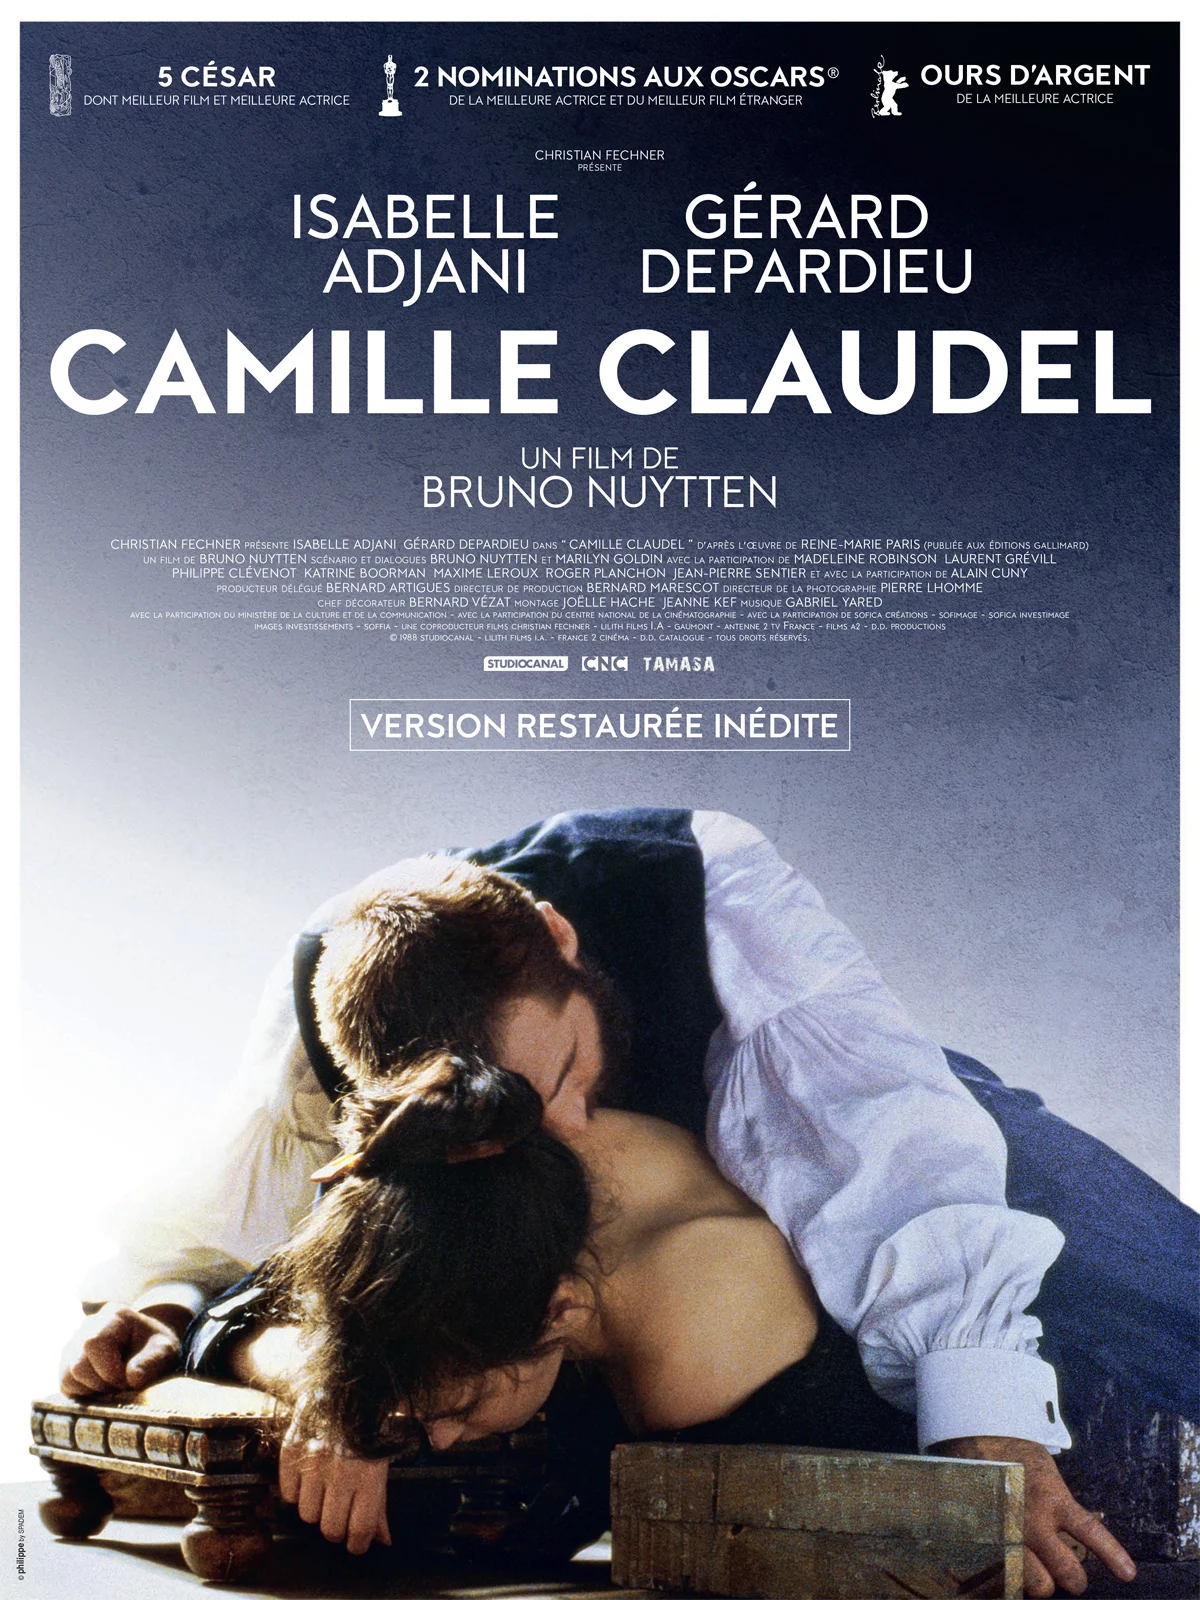 5 CÉSAR
DONT MEILLEUR FILM ET MEILLEURE ACTRICE
2 NOMINATIONS AUX OSCARS®
DE LA MEILLEURE ACTRICE ET DU MEILLEUR FILM ÉTRANGER
Berlinale
OURS D'ARGENT
DE LA MEILLEURE ACTRICE
CHRISTIAN FECHNER
PRÉSENTE
ISABELLE
ADJANI
GÉRARD
DEPARDIEU
CAMILLE CLAUDEL
UN FILM DE
BRUNO NUYTTEN
CHRISTIAN FECHNER PRÉSENTE ISABELLE ADJANI GÉRARD DEPARDIEU DANS “ CAMILLE CLAUDEL ” D'APRÈS L'ŒUVRE DE REINE-MARIE PARIS (PUBLIÉE AUX ÉDITIONS GALLIMARD)
UN FILM DE BRUNO NUYTTEN SCÉNARIO ET DIALOGUES BRUNO NUYTTEN ET MARILYN GOLDIN AVEC LA PARTICIPATION DE MADELEINE ROBINSON LAURENT GRÉVILL
PHILIPPE CLÉVENOT KATRINE BOORMAN MAXIME LEROUX ROGER PLANCHON JEAN-PIERRE SENTIER ET AVEC LA PARTICIPATION DE ALAIN CUNY
PRODUCTEUR DÉLÉGUÉ BERNARD ARTIGUES DIRECTEUR DE PRODUCTION BERNARD MARESCOT DIRECTEUR DE LA PHOTOGRAPHIE PIERRE LHOMME
CHEF DÉCORATEUR BERNARD VÉZAT MONTAGE JOËLLE HACHE JEANNE KEF MUSIQUE GABRIEL YARED
AVEC LA PARTICIPATION DU MINISTÈRE DE LA CULTURE ET DE LA COMMUNICATION - AVEC LA PARTICIPATION DU CENTRE NATIONAL DE LA CINÉMATOGRAPHIE - AVEC LA PARTICIPATION DE SOFICA CRÉATIONS - SOFIMAGE - SOFICA INVESTIMAGE
IMAGES INVESTISSEMENTS - SOFFIA - UNE COPRODUCTEUR FILMS CHRISTIAN FECHNER - LILITH FILMS I.A - GAUMONT - ANTENNE 2 TV FRANCE - FILMS A2 - D.D. PRODUCTIONS
© 1988 STUDIOCANAL - LILITH FILMS I.A. - FRANCE 2 CINÉMA - D.D. CATALOGUE - TOUS DROITS RÉSERVÉS.
STUDIOCANAL CNC TAMASA
VERSION RESTAURÉE INÉDITE
© philippe by SPADEM